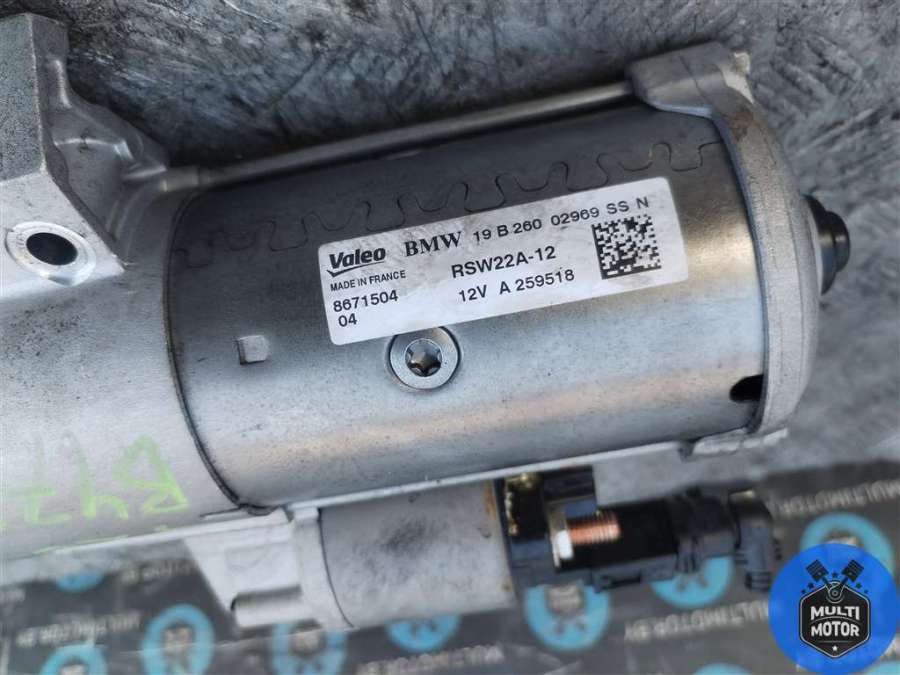 Valeo BMW 19 B 260 02969 SS N
MADE IN FRANCE RSW22A-12
8671504 12V A 259518
04
MULTI
MOTOR